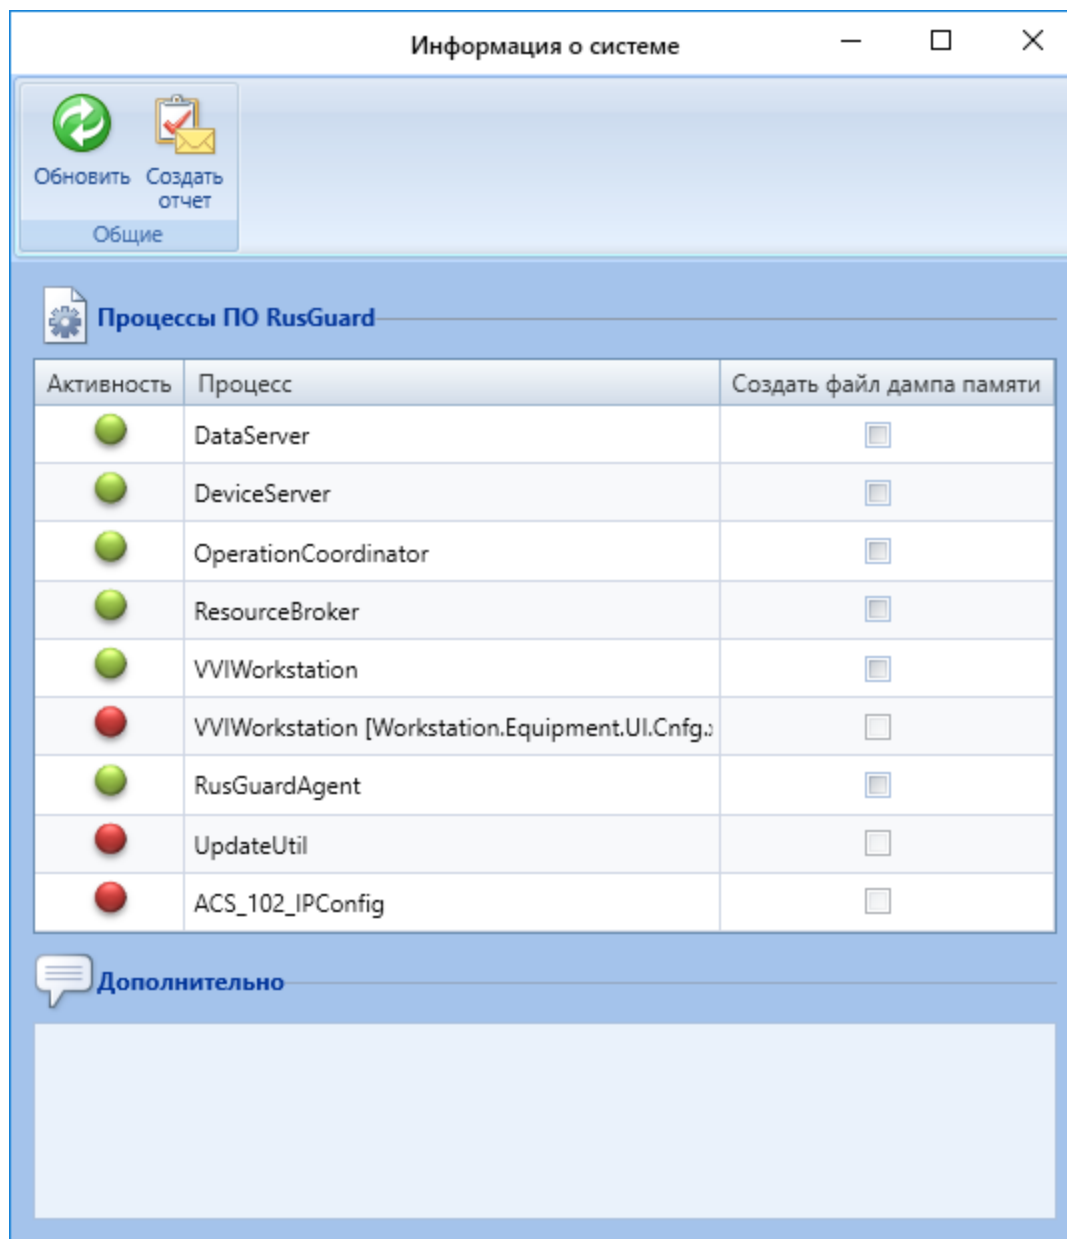 Информация о системе
Обновить
Создать
отчет
Общие
Процессы ПО RusGuard
Активность Процесс Создать файл дампа памяти
DataServer
DeviceServer
OperationCoordinator
ResourceBroker
VVIWorkstation
VVIWorkstation [Workstation.Equipment.UI.Cnfg.
RusGuardAgent
UpdateUtil
ACS_102_IPConfig
Дополнительно